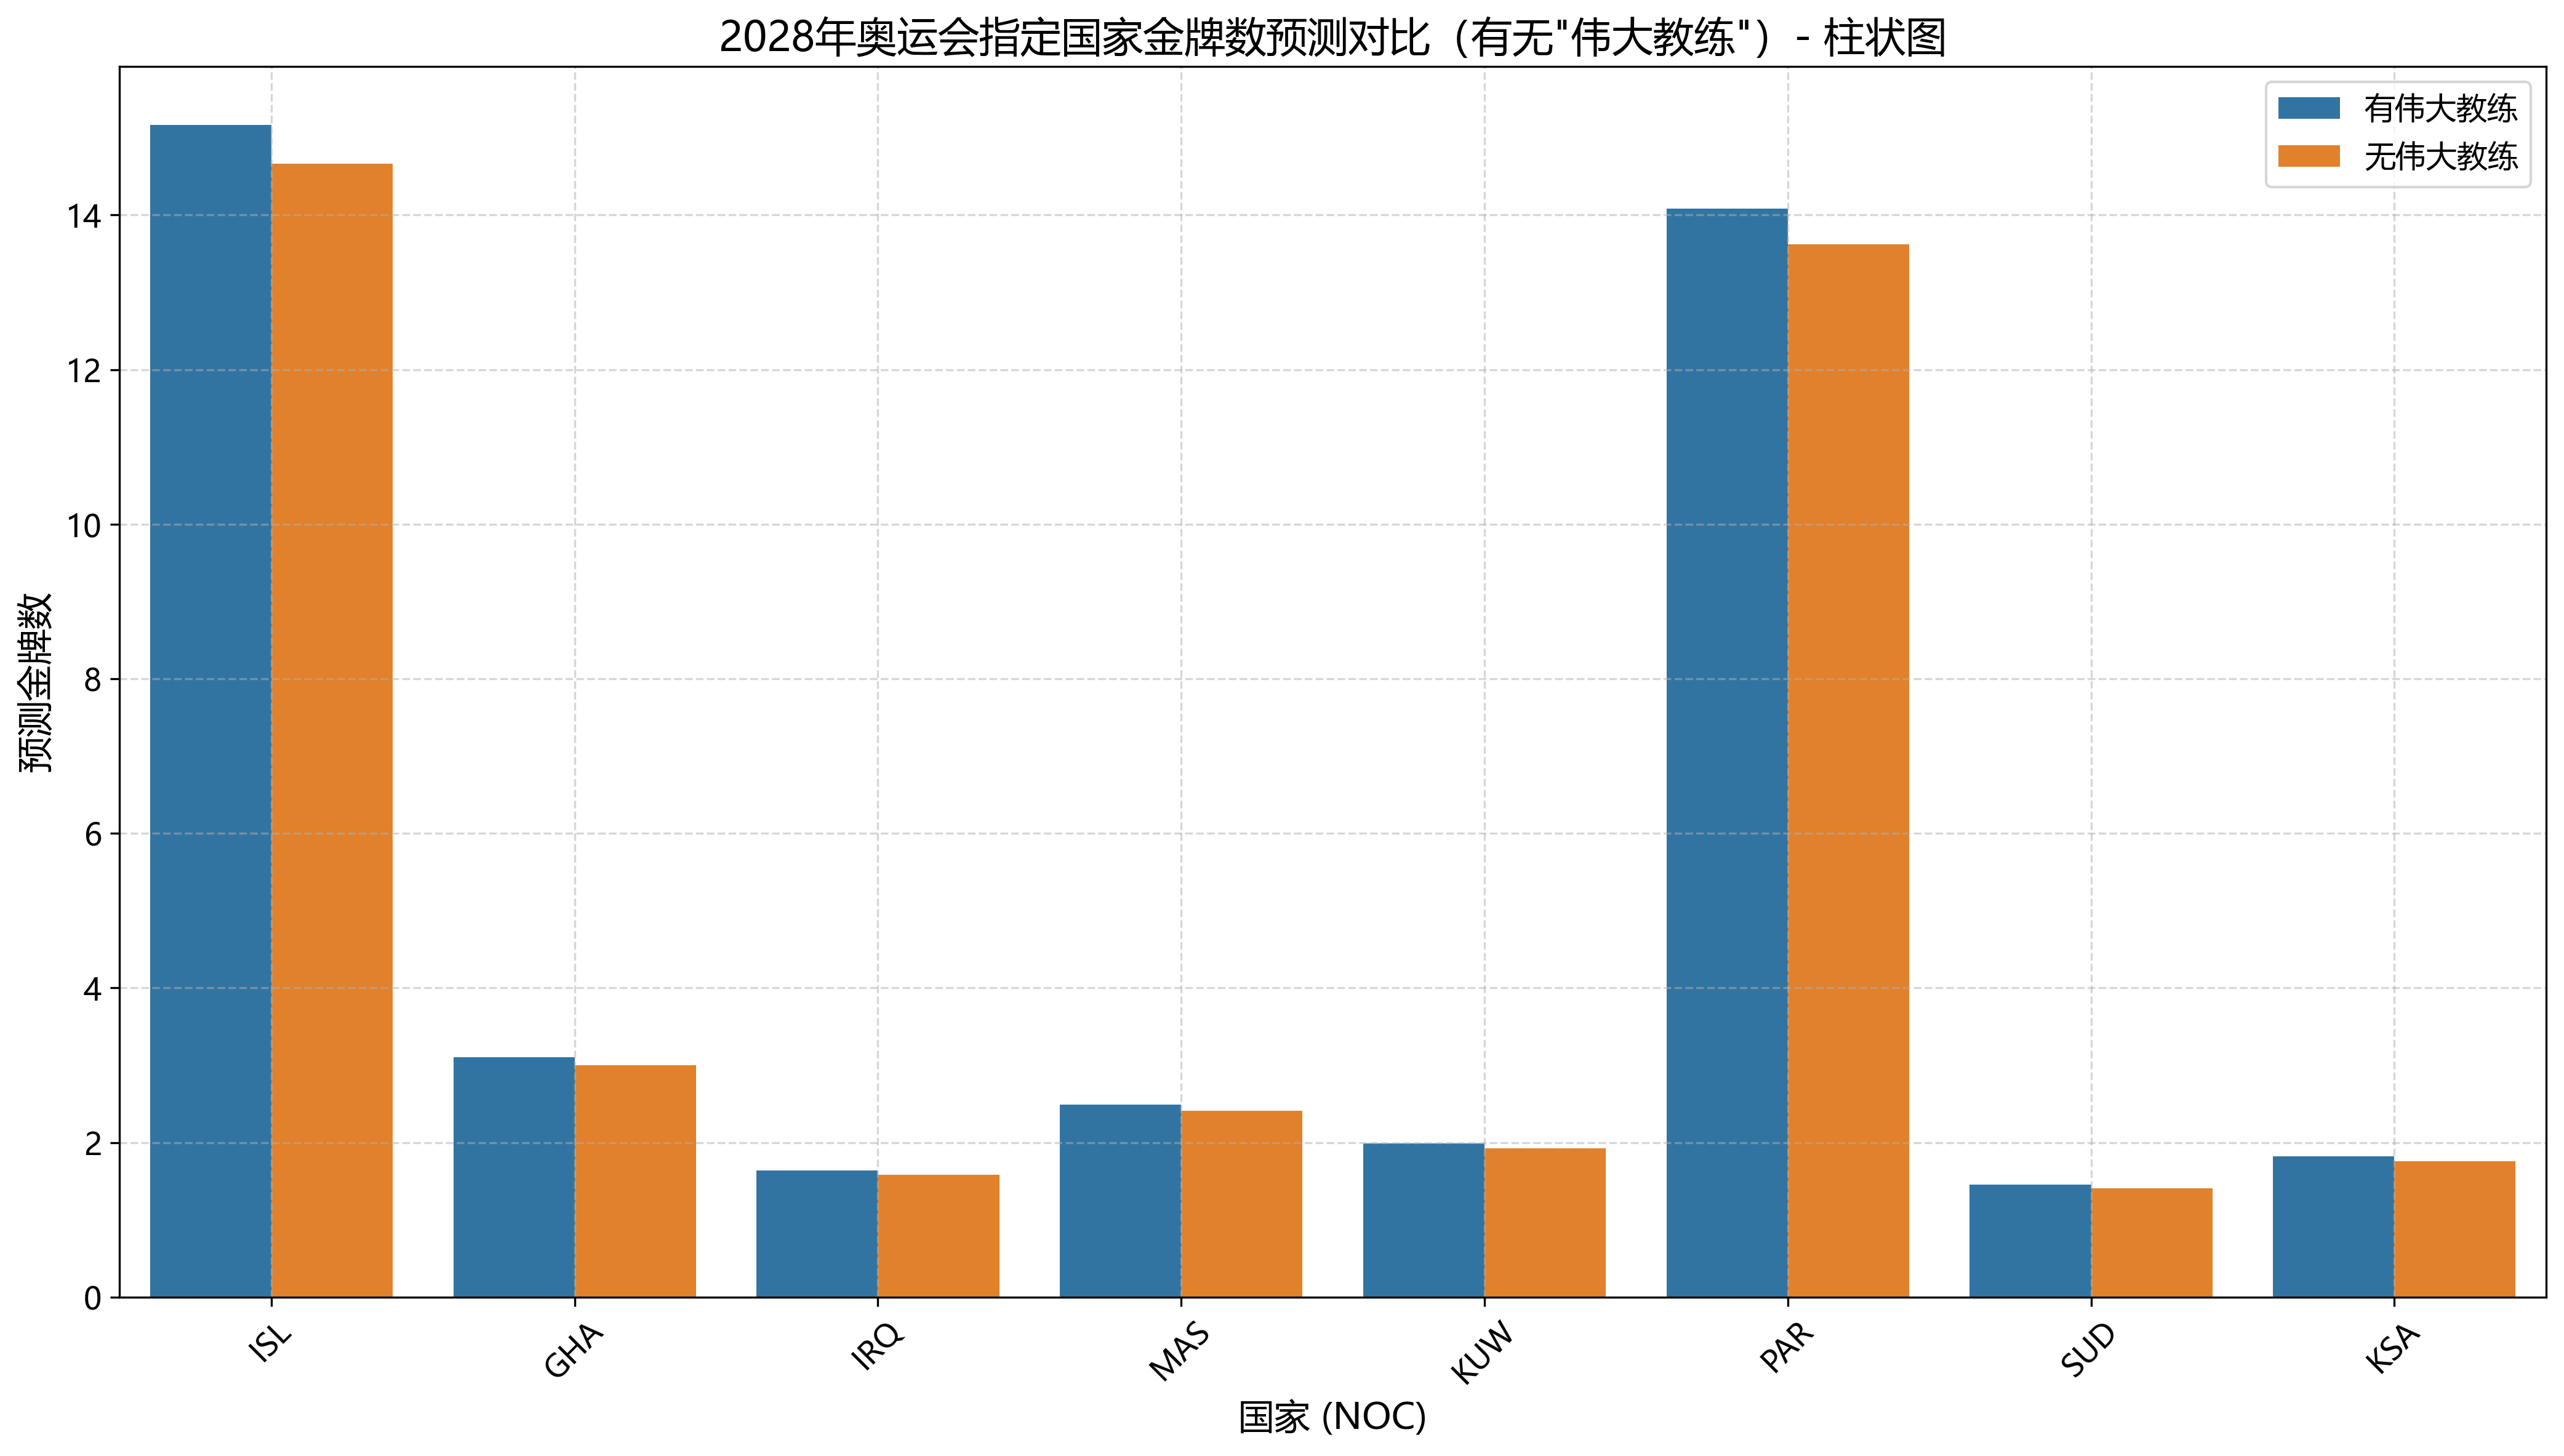 2028年奥运会指定国家金牌数预测对比（有无"伟大教练"）- 柱状图
有伟大教练
无伟大教练
预测金牌数
14
12
10
8
6
4
2
0
ISL
GHA
IRQ
MAS
KUW
PAR
SUD
KSA
国家 (NOC)